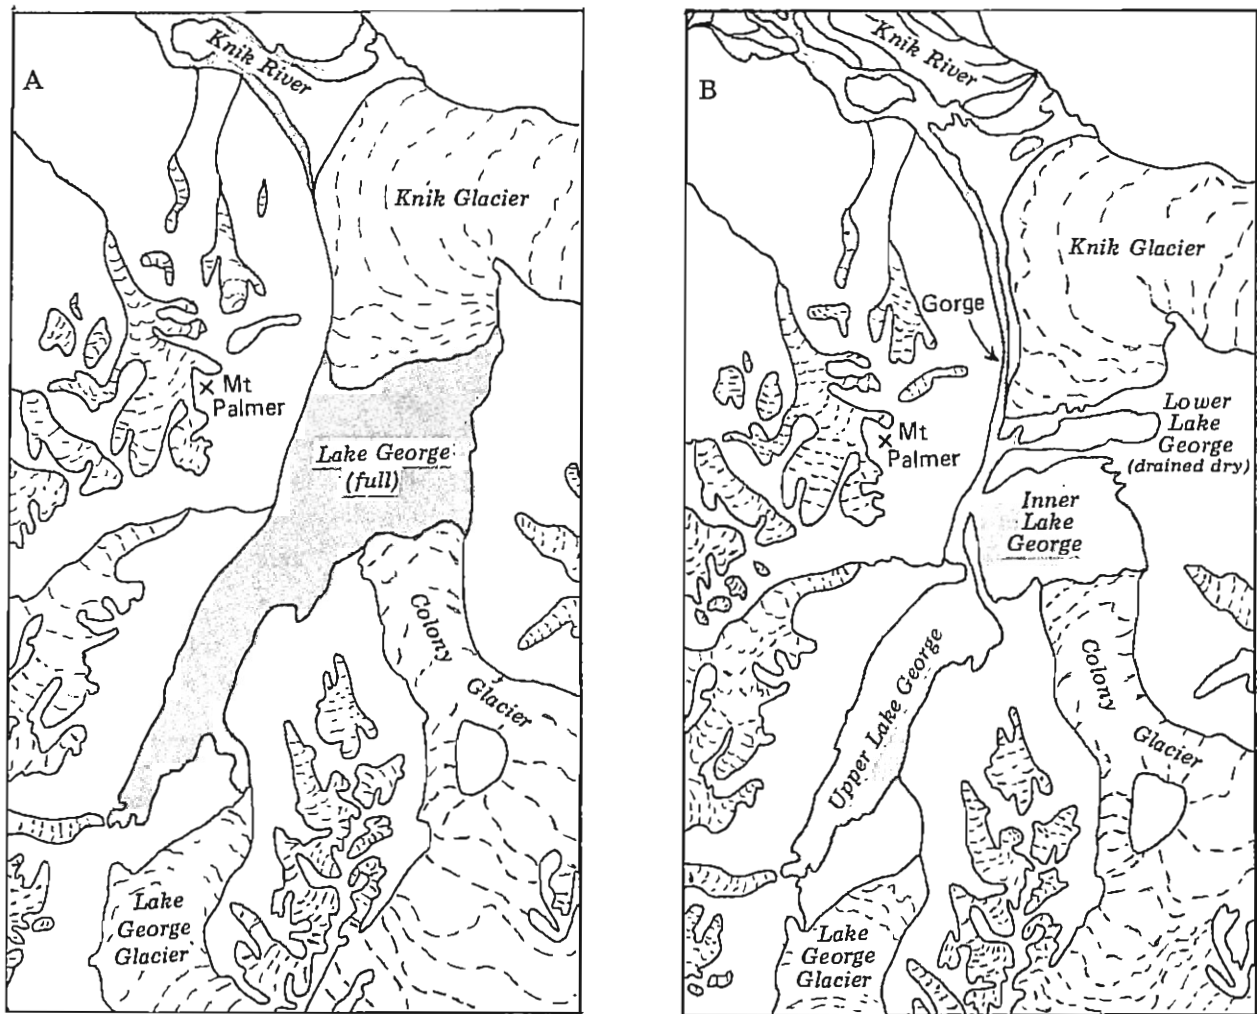 A
Knik River
Knik Glacier
× Mt
Palmer
Lake George
(full)
Colony
Glacier
Lake
George
Glacier
B
Knik River
Knik Glacier
Gorge
× Mt
Palmer
Lower
Lake
George
(drained dry)
Inner
Lake
George
Upper Lake George
Colony
Glacier
Lake
George
Glacier